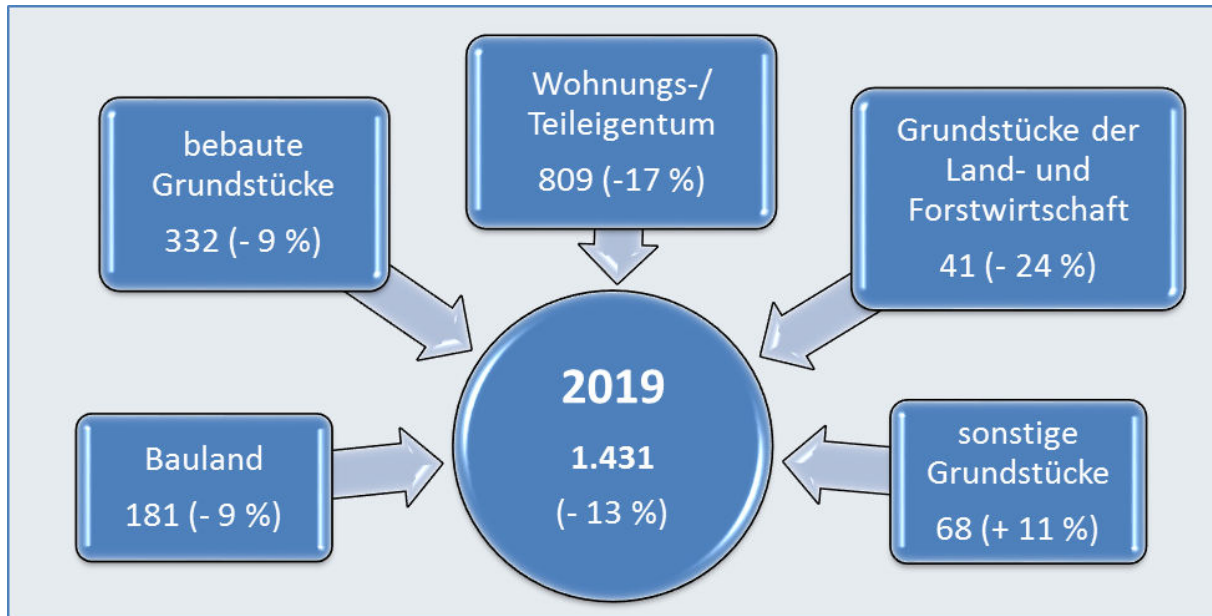 bebaute
Grundstücke
332 (- 9 %)
Wohnungs-/
Teileigentum
809 (-17 %)
Grundstücke der
Land- und
Forstwirtschaft
41 (- 24 %)
2019
1.431
(- 13 %)
Bauland
181 (- 9 %)
sonstige
Grundstücke
68 (+ 11 %)